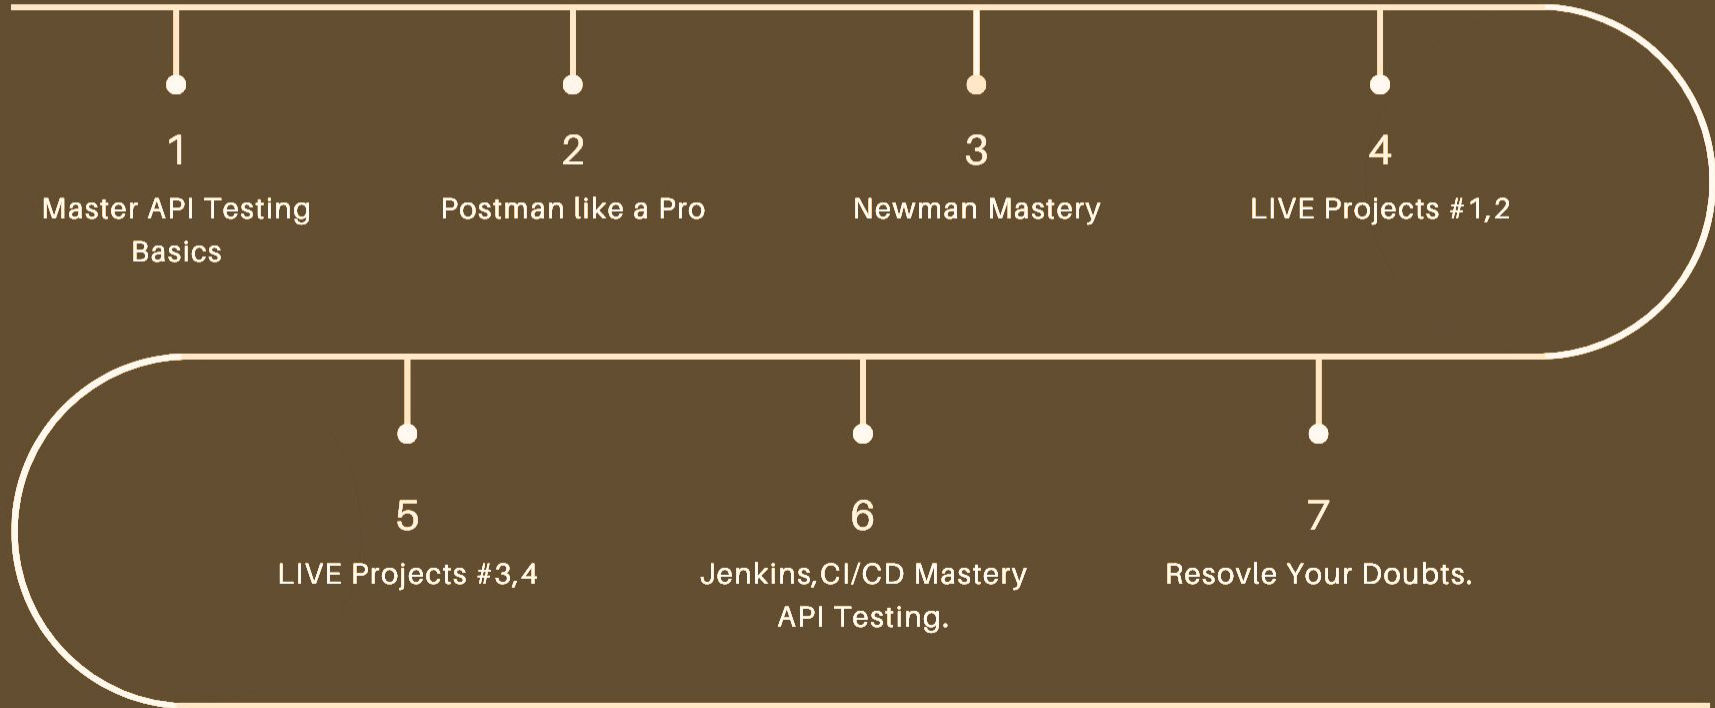 1
Master API Testing
Basics
2
Postman like a Pro
3
Newman Mastery
4
LIVE Projects #1,2
5
LIVE Projects #3,4
6
Jenkins,CI/CD Mastery
API Testing.
7
Resovle Your Doubts.